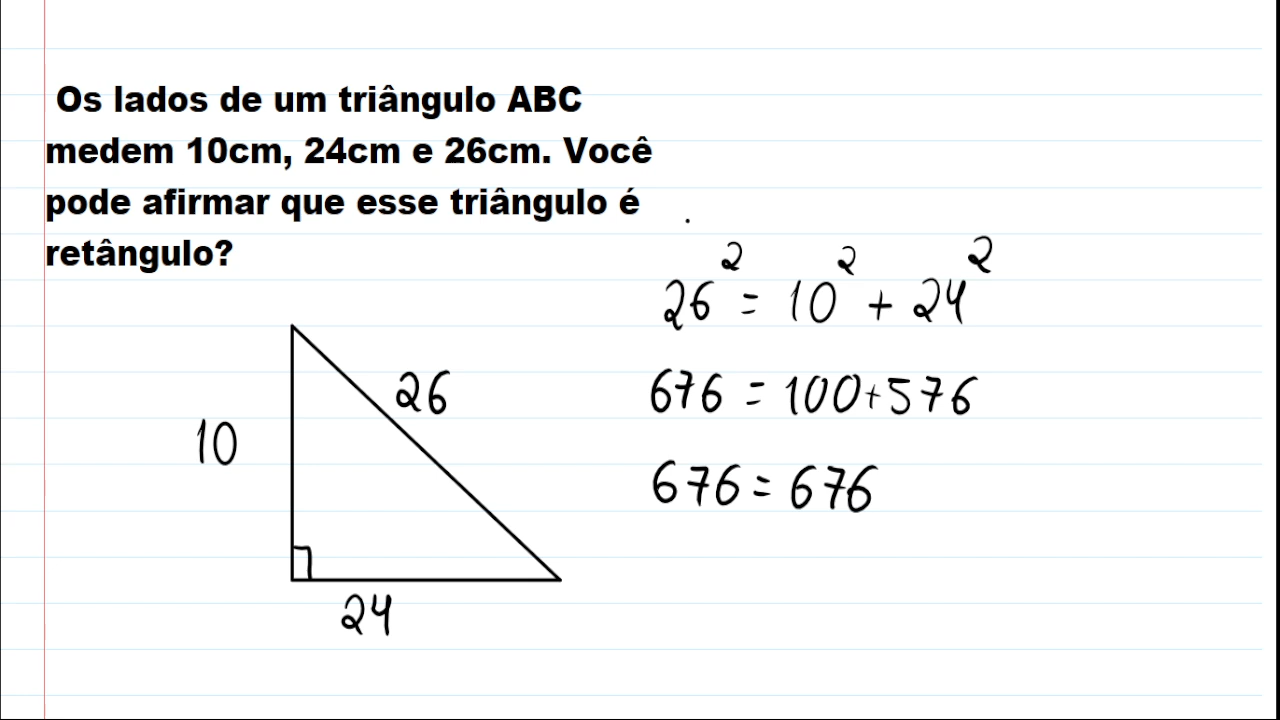 Os lados de um triângulo ABC
medem 10cm, 24cm e 26cm. Você
pode afirmar que esse triângulo é
retângulo?
26² = 10² + 24²
676 = 100+576
676 = 676
26
10
24